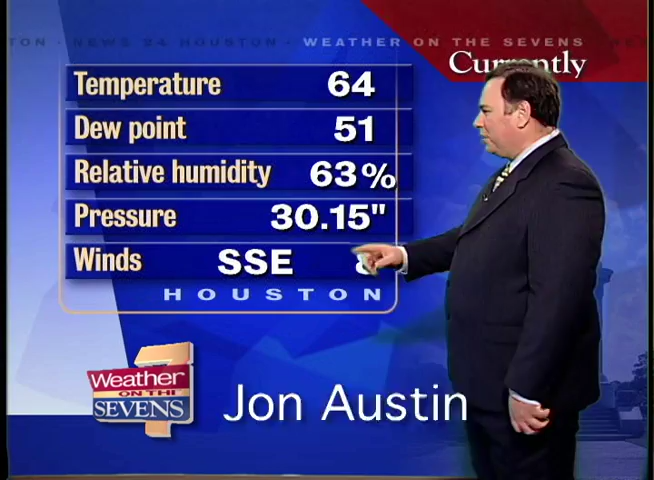 TON - NEWS 24 HOUSTON - WEATHER ON THE SEVENS
Currently
Temperature 64
Dew point 51
Relative humidity 63%
Pressure 30.15"
Winds SSE
HOUSTON
Weather
ON THE
SEVENS
Jon Austin